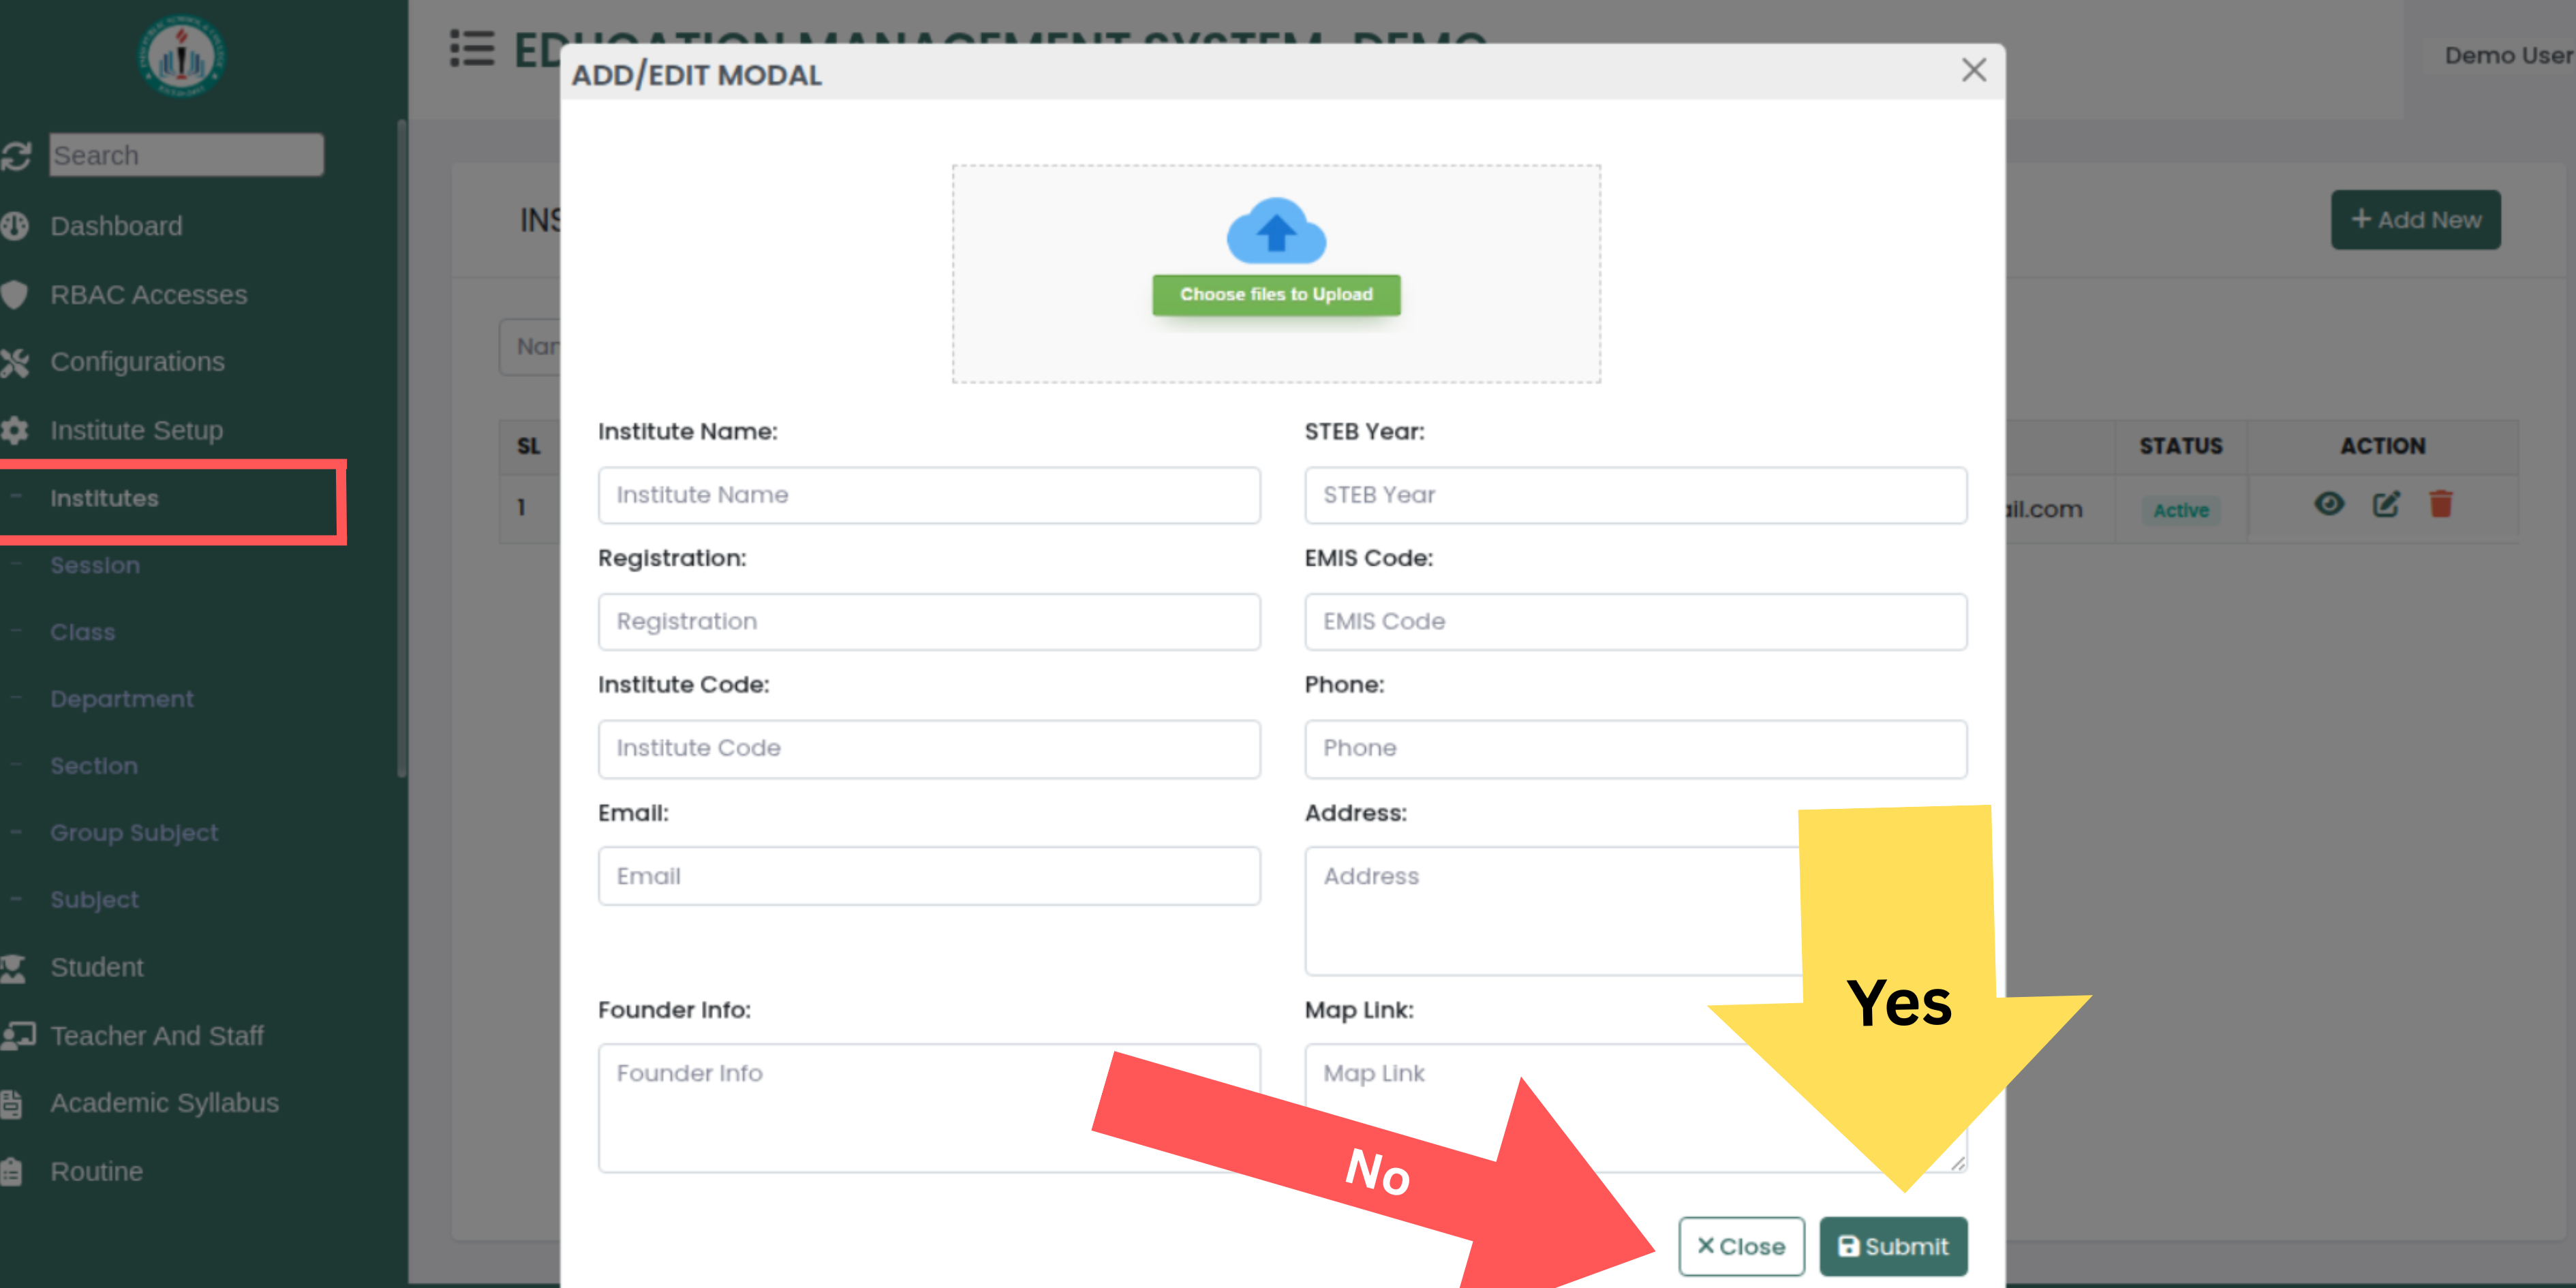 EDUCATION MANAGEMENT SYSTEM -DEMO
Demo User
ADD/EDIT MODAL
Search
Dashboard
RBAC Accesses
Configurations
Institute Setup
Institutes
Session
Class
Department
Section
Group Subject
Subject
Student
Teacher And Staff
Academic Syllabus
Routine
INS
+ Add New
Nar
SL
STATUS
ACTION
1
ail.com
Active
Choose files to Upload
Institute Name:
Institute Name
STEB Year:
STEB Year
Registration:
Registration
EMIS Code:
EMIS Code
Institute Code:
Institute Code
Phone:
Phone
Email:
Email
Address:
Address
Founder Info:
Founder Info
Map Link:
Map Link
Yes
No
Close
Submit